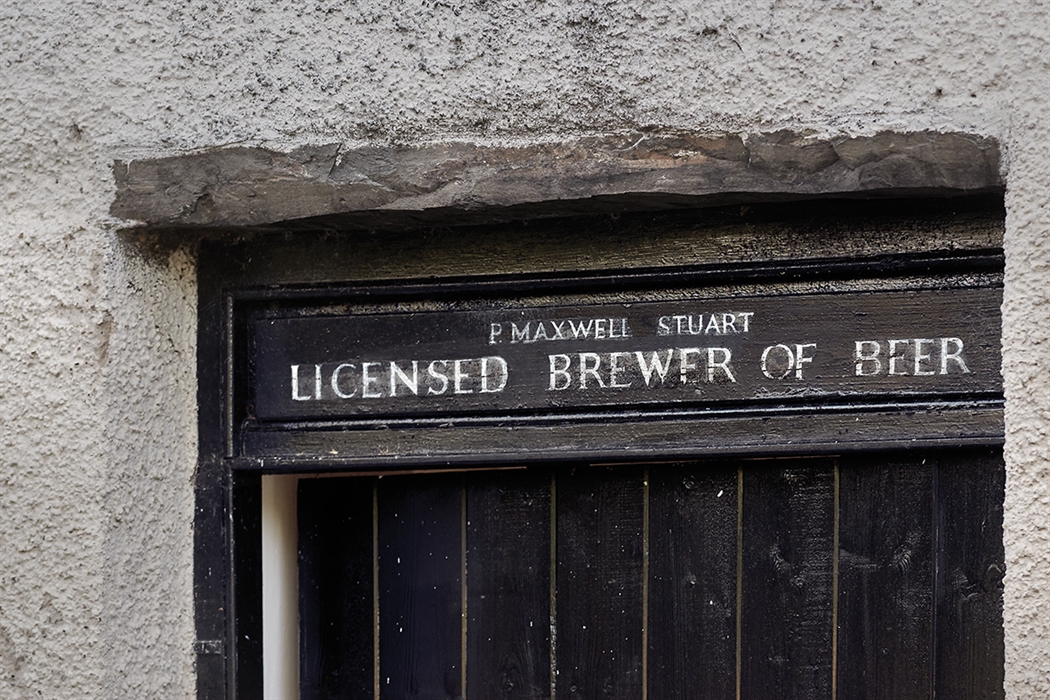 P. MAXWELL STUART
LICENSED BREWER OF BEER